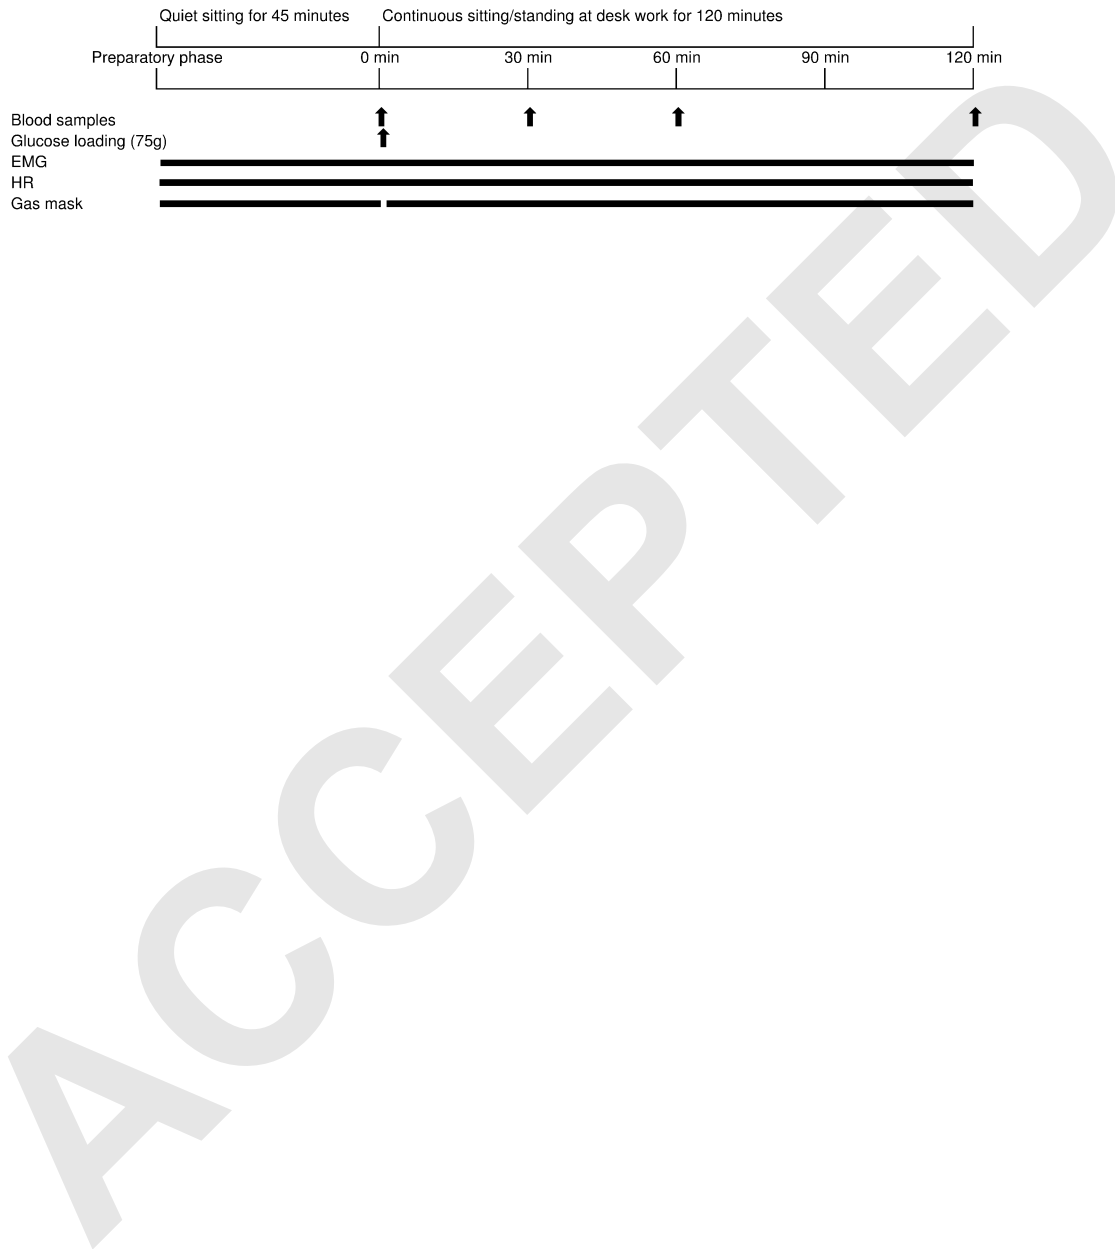 Quiet sitting for 45 minutes
Continuous sitting/standing at desk work for 120 minutes
Preparatory phase
0 min
30 min
60 min
90 min
120 min
Blood samples
Glucose loading (75g)
EMG
HR
Gas mask
ACCEPTED